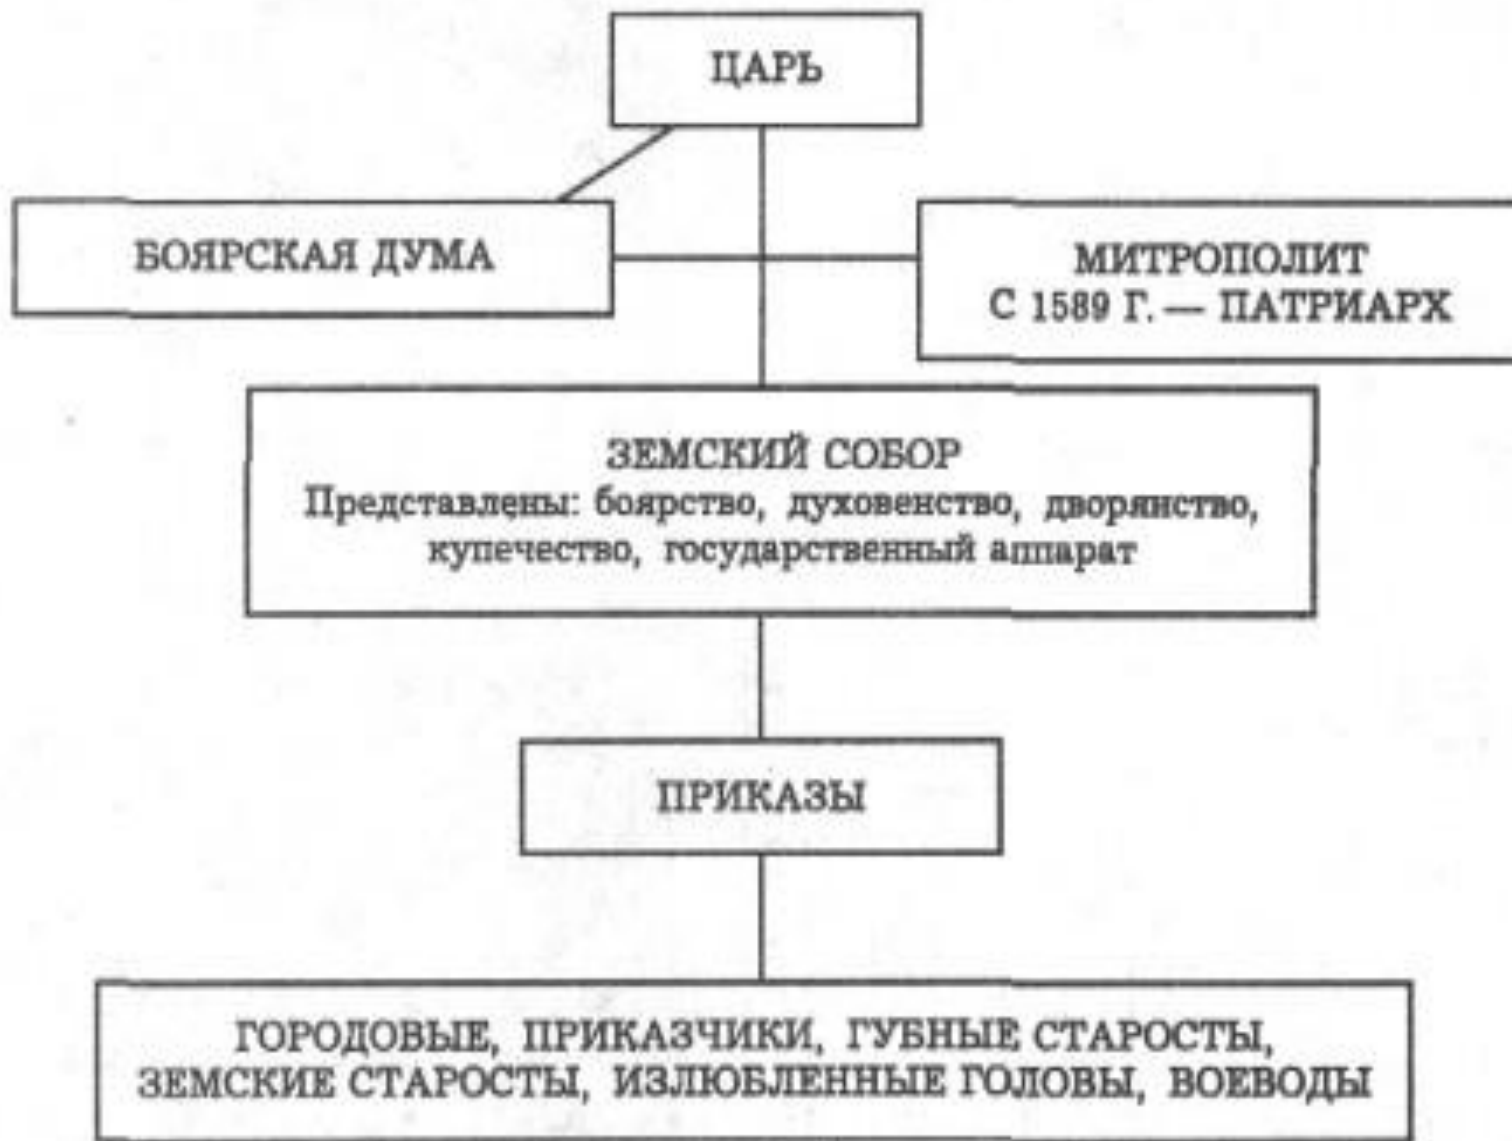 ЦАРЬ
БОЯРСКАЯ ДУМА
МИТРОПОЛИТ
С 1589 Г. — ПАТРИАРХ
ЗЕМСКИЙ СОБОР
Представлены: боярство, духовенство, дворянство,
купечество, государственный аппарат
ПРИКАЗЫ
ГОРОДОВЫЕ, ПРИКАЗЧИКИ, ГУБНЫЕ СТАРОСТЫ,
ЗЕМСКИЕ СТАРОСТЫ, ИЗЛЮБЛЕННЫЕ ГОЛОВЫ, ВОЕВОДЫ